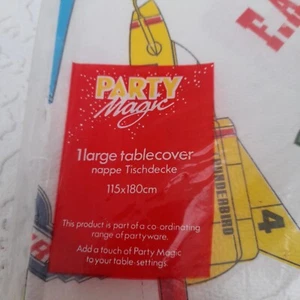 F.A.
PARTY
Magic
1 large tablecover
nappe Tischdecke
115x180cm
This product is part of a co-ordinating
range of partyware.
Add a touch of Party Magic
to your table-settings.
THUNDERBIRD
4